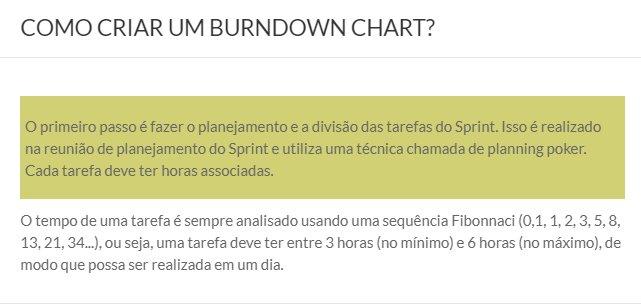 COMO CRIAR UM BURNDOWN CHART?
O primeiro passo é fazer o planejamento e a divisão das tarefas do Sprint. Isso é realizado
na reunião de planejamento do Sprint e utiliza uma técnica chamada de planning poker.
Cada tarefa deve ter horas associadas.
O tempo de uma tarefa é sempre analisado usando uma sequência Fibonnaci (0,1, 1, 2, 3, 5, 8,
13, 21, 34...), ou seja, uma tarefa deve ter entre 3 horas (no mínimo) e 6 horas (no máximo), de
modo que possa ser realizada em um dia.